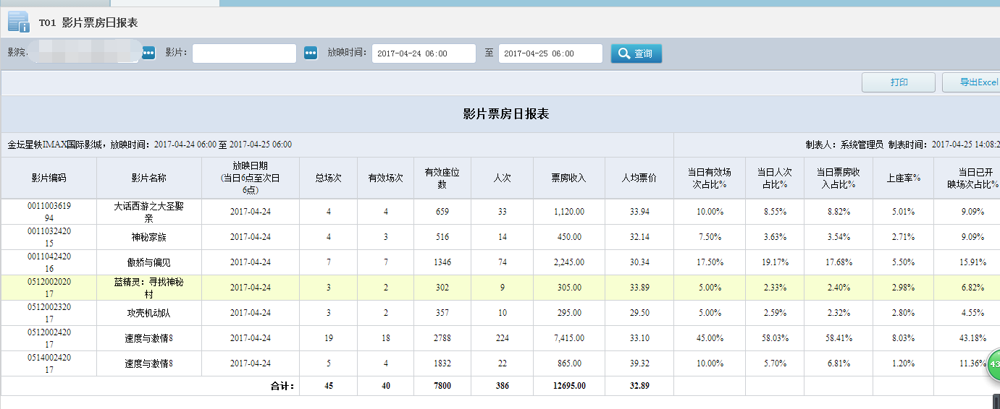 T01 影片票房日报表
影院 影片： 放映时间： 2017-04-24 06:00 至 2017-04-25 06:00 查询
打印 导出Excel
影片票房日报表
金坛星轶IMAX国际影城，放映时间：2017-04-24 06:00 至 2017-04-25 06:00 制表人：系统管理员 制表时间：2017-04-25 14:08:2
影片编码 影片名称 放映日期 (当日6点至次日 6点) 总场次 有效场次 有效座位 数 人次 票房收入 人均票价 当日有效场 次占比% 当日人次 占比% 当日票房收 入占比% 上座率% 当日已开 映场次占比%
0011003619 94 大话西游之大圣娶 亲 2017-04-24 4 4 659 33 1,120.00 33.94 10.00% 8.55% 8.82% 5.01% 9.09%
0011032420 15 神秘家族 2017-04-24 4 3 516 14 450.00 32.14 7.50% 3.63% 3.54% 2.71% 9.09%
0011042420 16 傲娇与偏见 2017-04-24 7 7 1346 74 2,245.00 30.34 17.50% 19.17% 17.68% 5.50% 15.91%
0512002020 17 蓝精灵：寻找神秘 村 2017-04-24 3 2 302 9 305.00 33.89 5.00% 2.33% 2.40% 2.98% 6.82%
0512002320 17 攻壳机动队 2017-04-24 3 2 357 10 295.00 29.50 5.00% 2.59% 2.32% 2.80% 4.55%
0512002420 17 速度与激情8 2017-04-24 19 18 2788 224 7,415.00 33.10 45.00% 58.03% 58.41% 8.03% 43.18%
0514002420 17 速度与激情8 2017-04-24 5 4 1832 22 865.00 39.32 10.00% 5.70% 6.81% 1.20% 11.36%
43
合计： 45 40 7800 386 12695.00 32.89